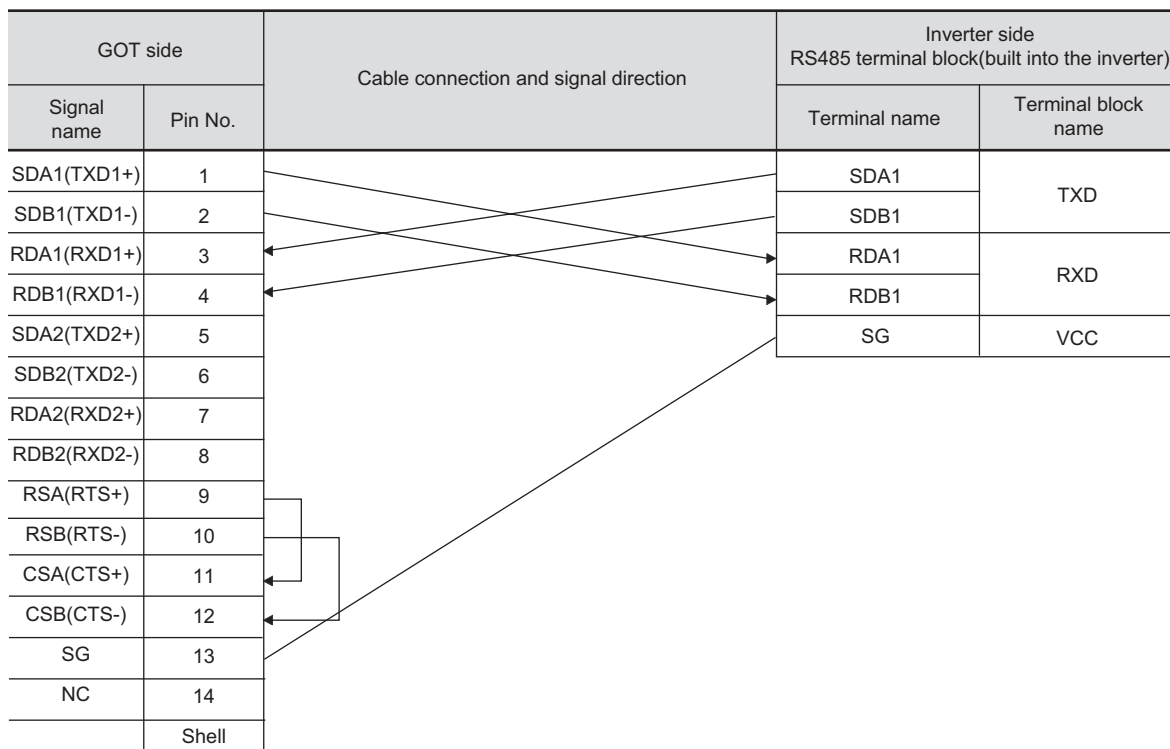 GOT side
Cable connection and signal direction
Inverter side
RS485 terminal block(built into the inverter)
Signal
name
Pin No.
Terminal name
Terminal block
name
SDA1(TXD1+) 1 SDA1 TXD
SDB1(TXD1-) 2 SDB1
RDA1(RXD1+) 3 RDA1 RXD
RDB1(RXD1-) 4 RDB1
SDA2(TXD2+) 5 SG VCC
SDB2(TXD2-) 6
RDA2(RXD2+) 7
RDB2(RXD2-) 8
RSA(RTS+) 9
RSB(RTS-) 10
CSA(CTS+) 11
CSB(CTS-) 12
SG 13
NC 14
Shell